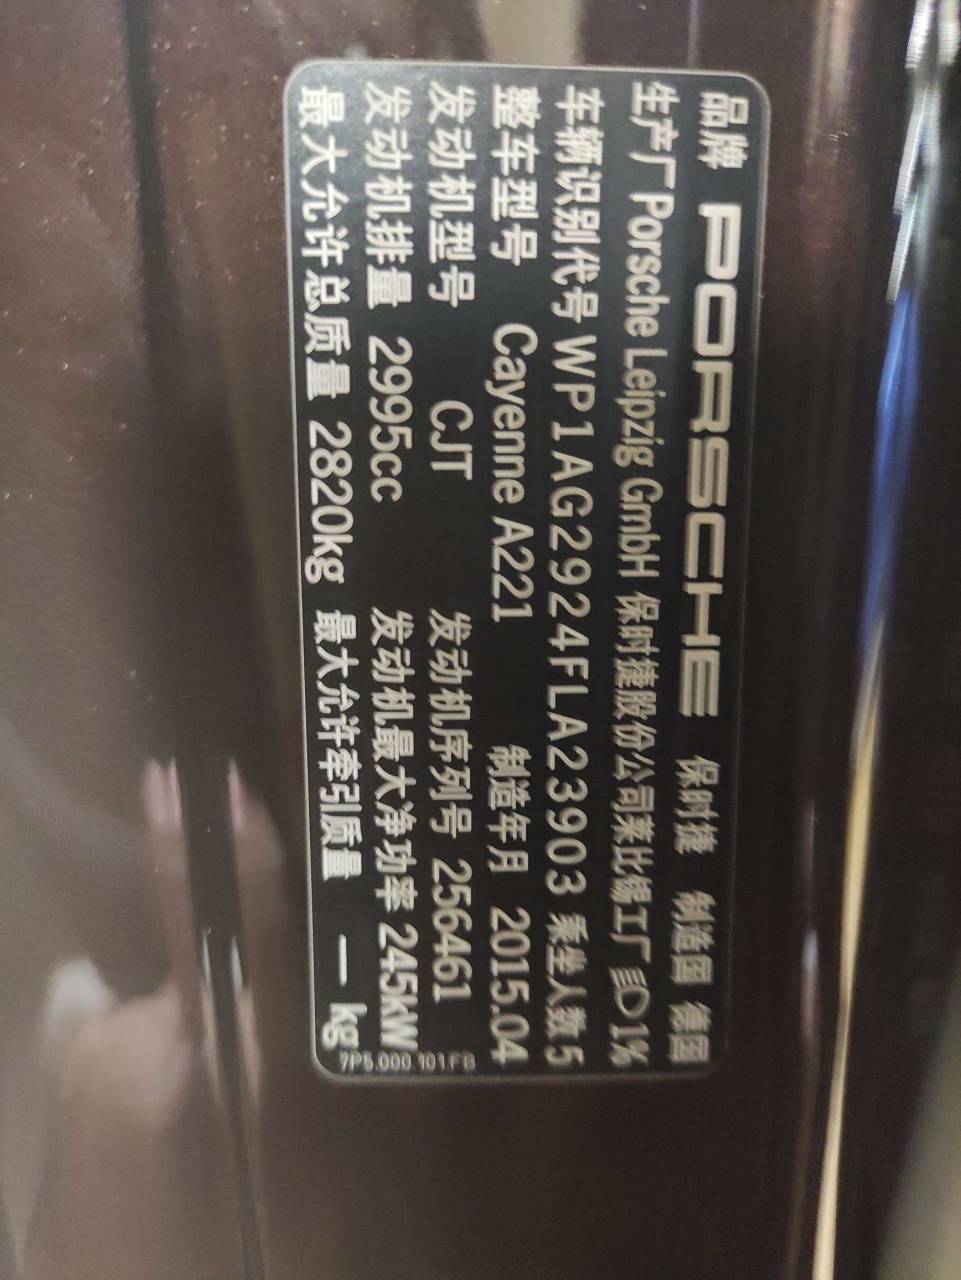 品牌 PORSCHE 保时捷 制造国 德国
生产厂 Porsche Leipzig GmbH 保时捷股份公司莱比锡工厂 1%
车辆识别代号 WP1AG2924FLA23903 乘坐人数 5
整车型号 Cayenne A221 制造年月 2015.04
发动机型号 CJT 发动机序列号 256461
发动机排量 2995cc 发动机最大净功率 245kW
最大允许总质量 2820kg 最大允许牵引质量 — kg
7P5.000.101.FB